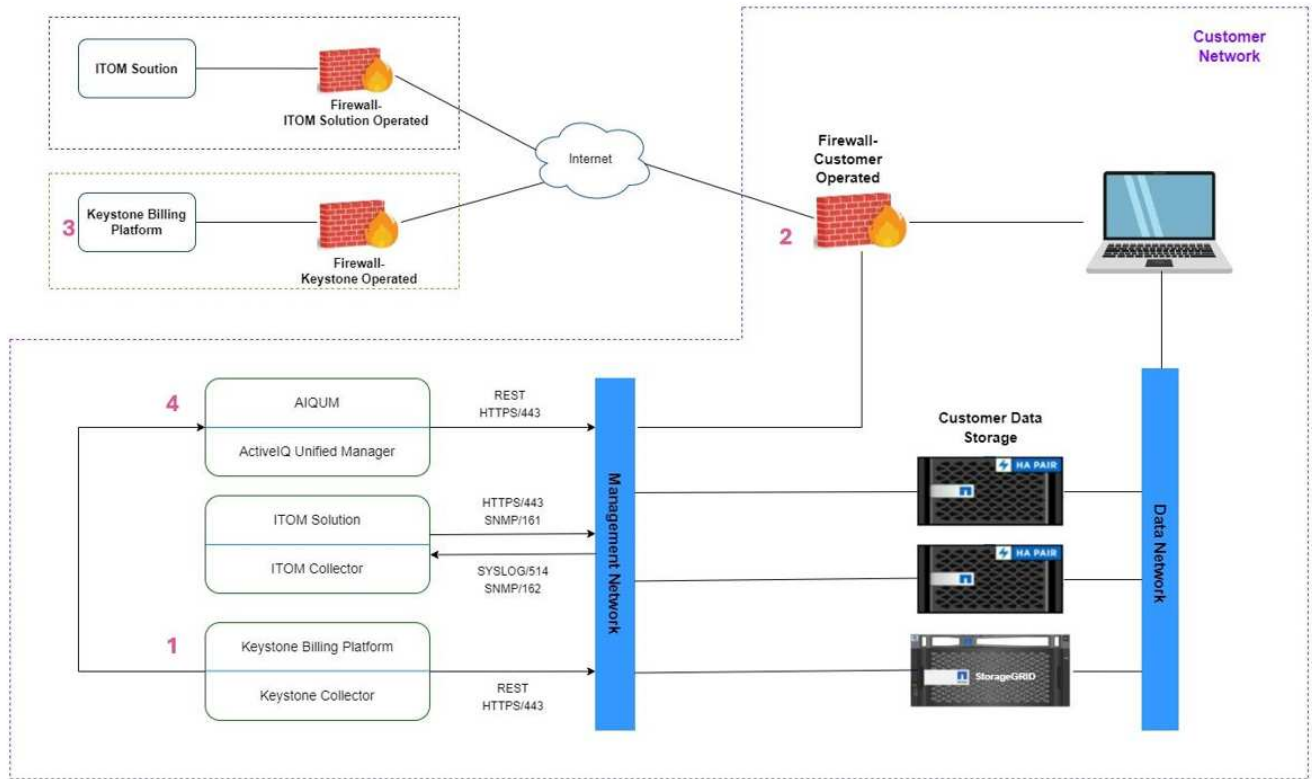 Customer
Network
ITOM Soution
Firewall-
ITOM Solution Operated
Internet
Firewall-
Customer
Operated
3
Keystone Billing
Platform
Firewall-
Keystone Operated
2
4
AIQUM
ActiveIQ Unified Manager
REST
HTTPS/443
ITOM Solution
ITOM Collector
HTTPS/443
SNMP/161
SYSLOG/514
SNMP/162
1
Keystone Billing Platform
Keystone Collector
REST
HTTPS/443
Management Network
Customer Data
Storage
HA PAIR
HA PAIR
StorageGRID
Data Network